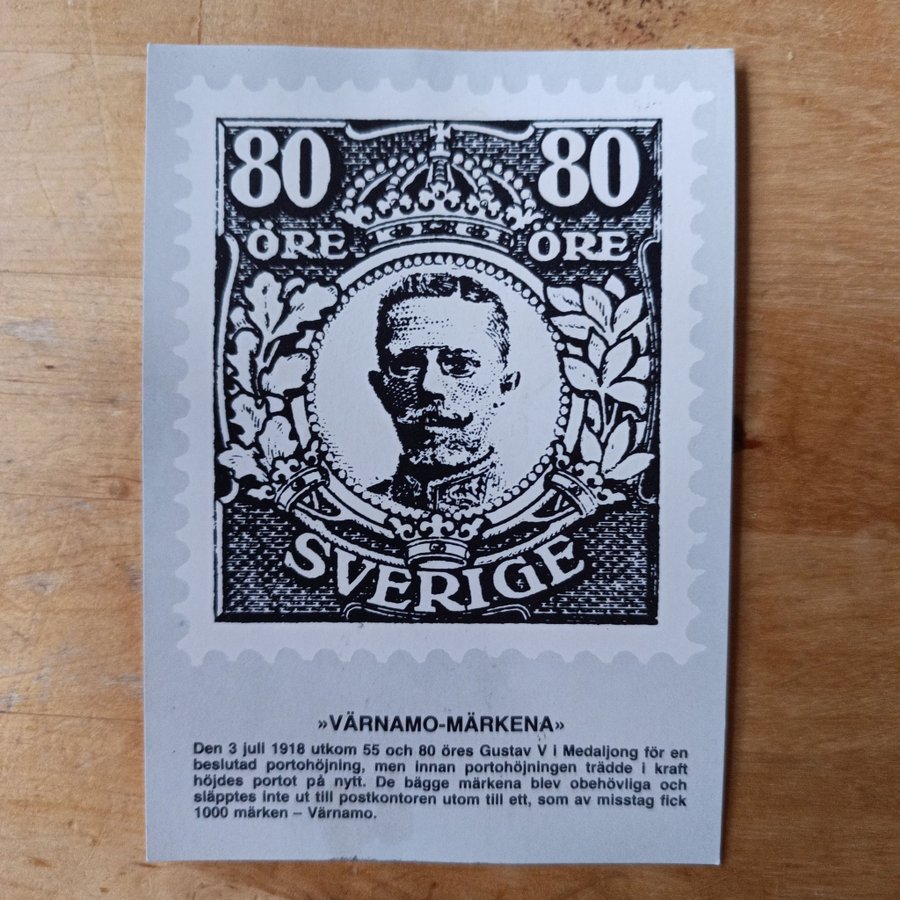 80 80
ÖRE ÖRE
SVERIGE
»VÄRNAMO-MÄRKENA»
Den 3 juli 1918 utkom 55 och 80 öres Gustav V i Medaljong för en
beslutad portohöjning, men innan portohöjningen trädde i kraft
höjdes portot på nytt. De bägge märkena blev obehövliga och
släpptes inte ut till postkontoren utom till ett, som av misstag fick
1000 märken – Värnamo.